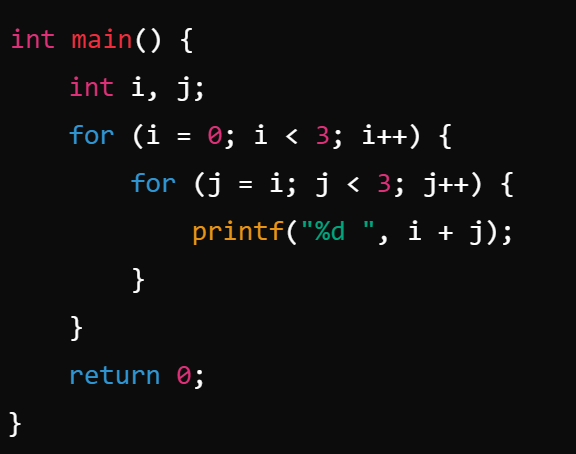 int main() {
    int i, j;
    for (i = 0; i < 3; i++) {
        for (j = i; j < 3; j++) {
            printf("%d ", i + j);
        }
    }
    return 0;
}